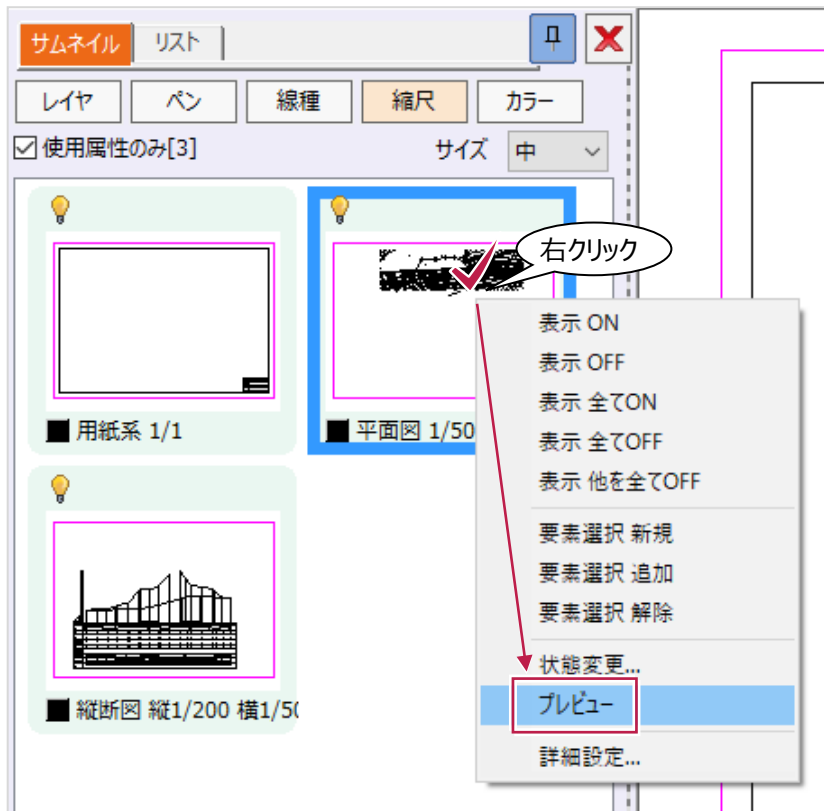 サムネイル リスト
レイヤ ペン 線種 縮尺 カラー
使用属性のみ[3] サイズ 中
右クリック
用紙系 1/1
平面図 1/50
縦断図 縦1/200 横1/50
表示 ON
表示 OFF
表示 全てON
表示 全てOFF
表示 他を全てOFF
要素選択 新規
要素選択 追加
要素選択 解除
状態変更...
プレビュー
詳細設定...